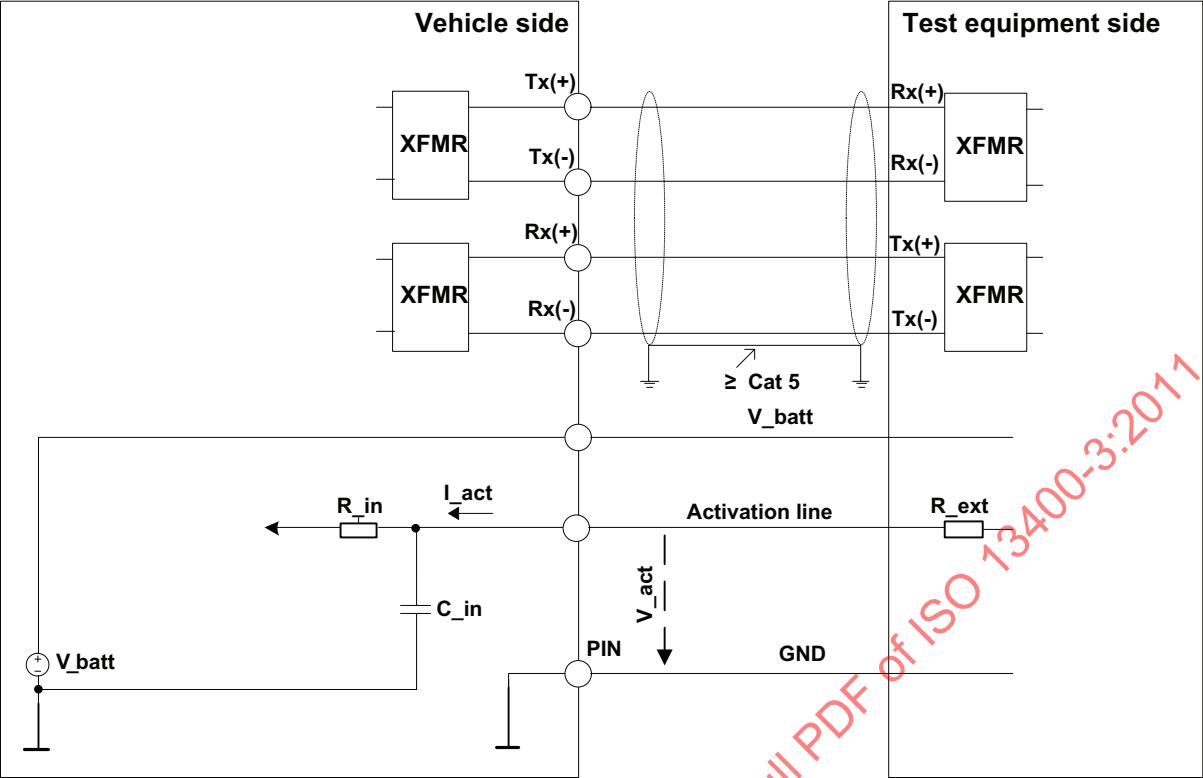 Vehicle side
Test equipment side
Tx(+)
Rx(+)
XFMR
XFMR
Tx(-)
Rx(-)
Rx(+)
Tx(+)
XFMR
XFMR
Rx(-)
Tx(-)
≥ Cat 5
V_batt
R_in
I_act
Activation line
R_ext
V_act
C_in
+
−
V_batt
PIN
GND
ll PDF of ISO 13400-3:2011